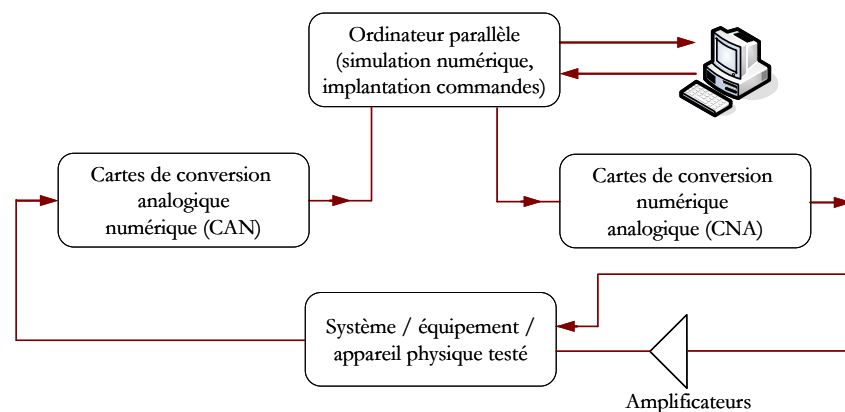 Ordinateur parallèle
(simulation numérique,
implantation commandes)
Cartes de conversion
analogique
numérique (CAN)
Cartes de conversion
numérique
analogique (CNA)
Système / équipement /
appareil physique testé
Amplificateurs